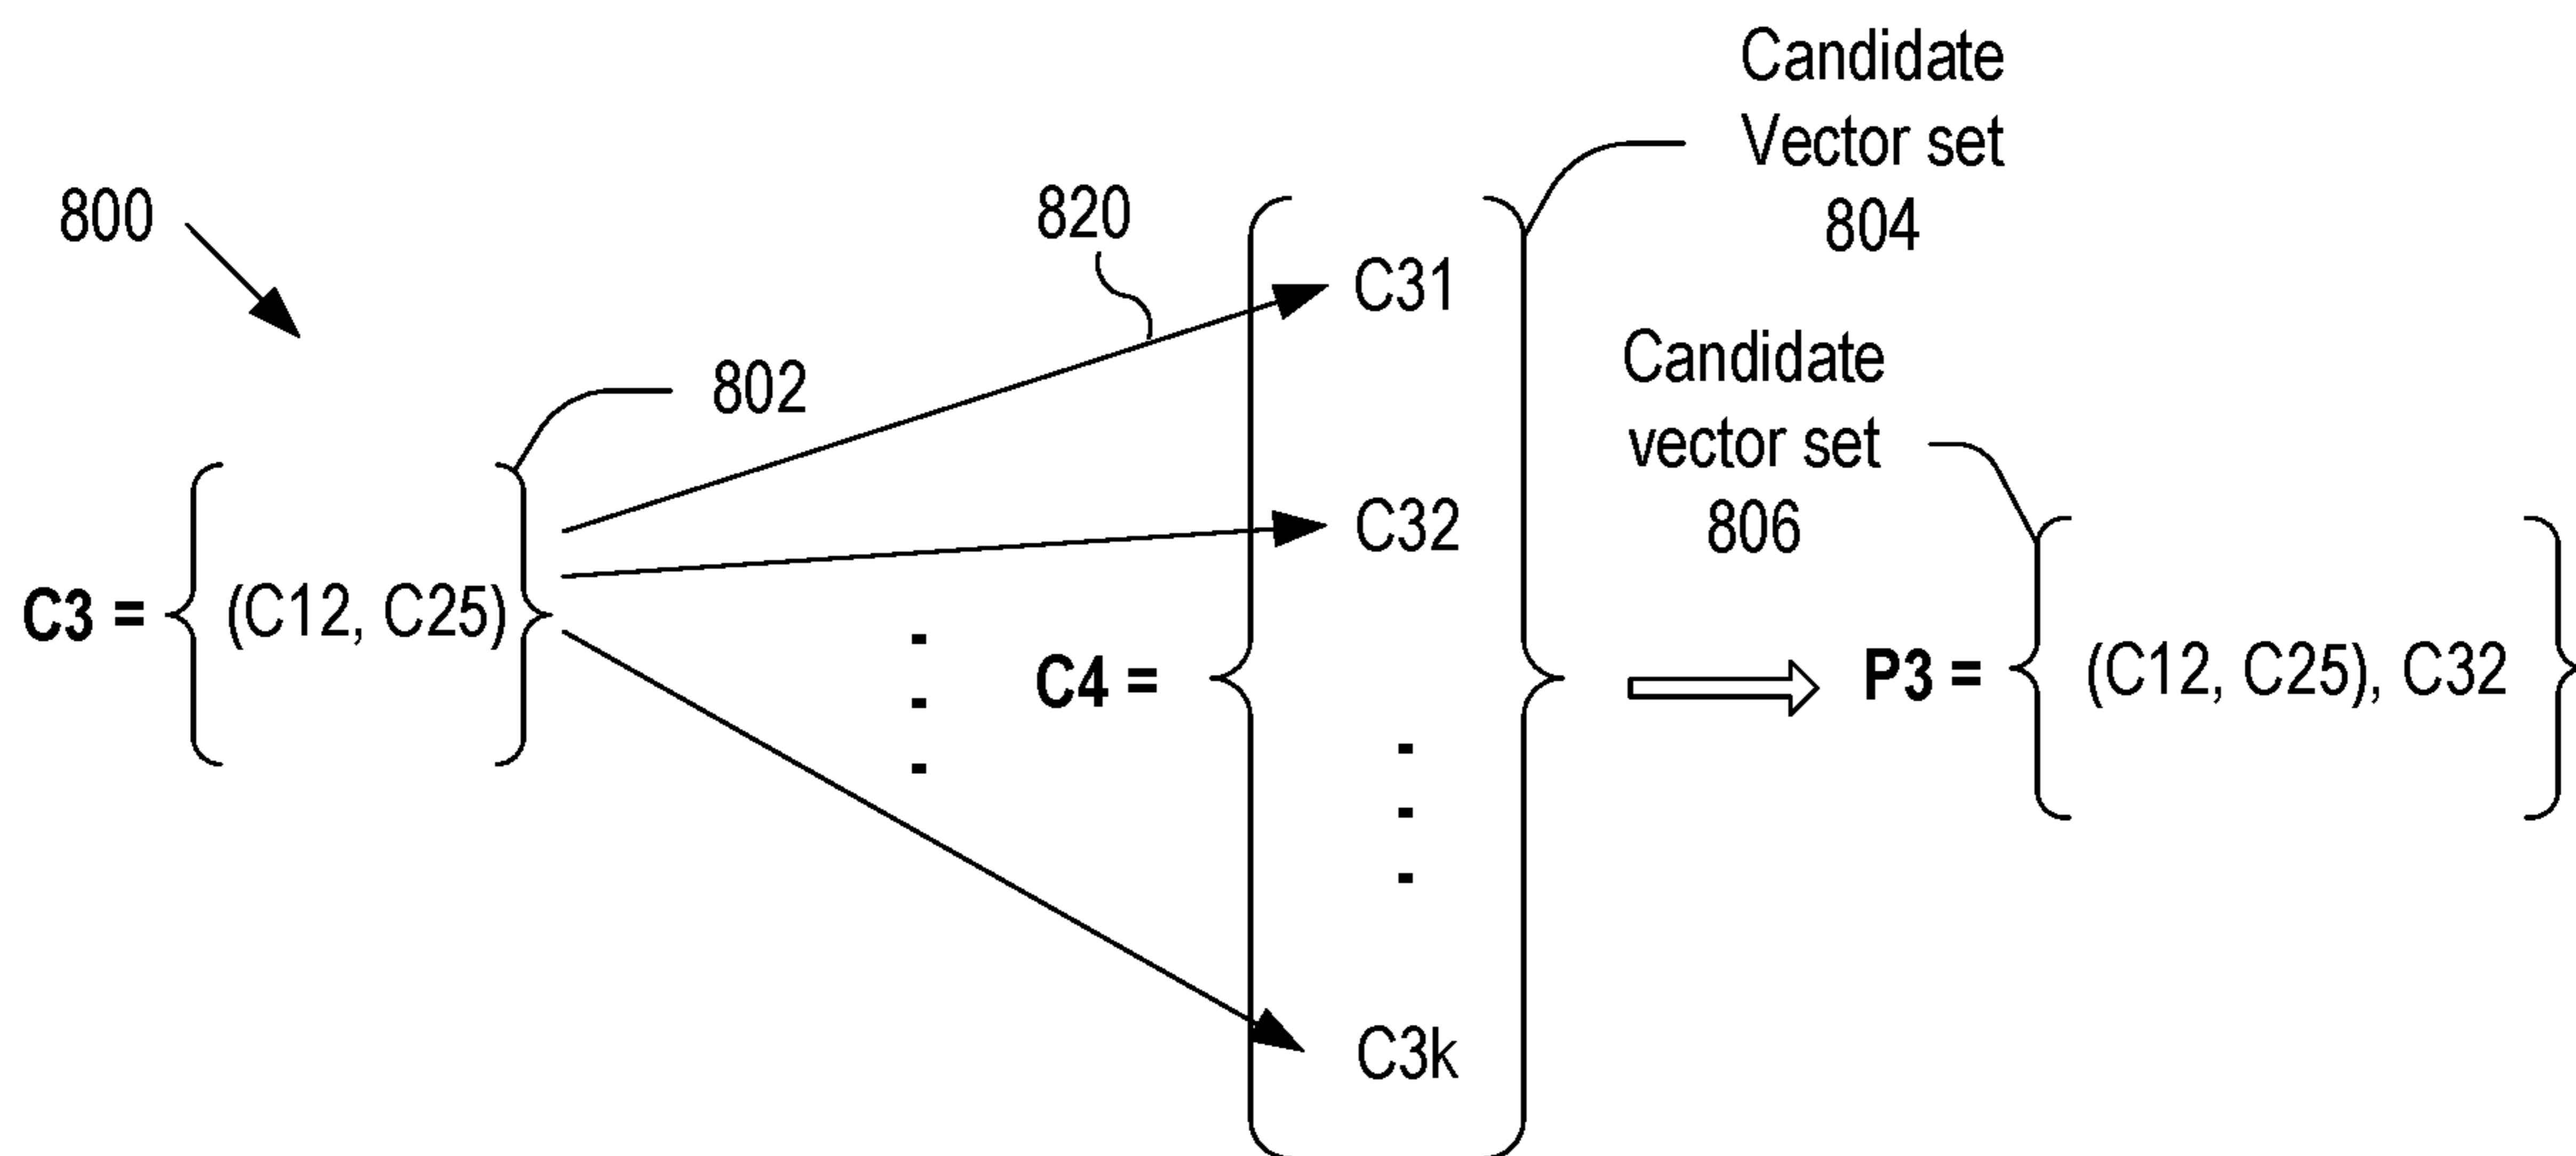 800
802
C3 =
(C12, C25)
820
C4 =
C31
C32
C3k
Candidate
Vector set
804
Candidate
vector set
806
P3 =
(C12, C25), C32